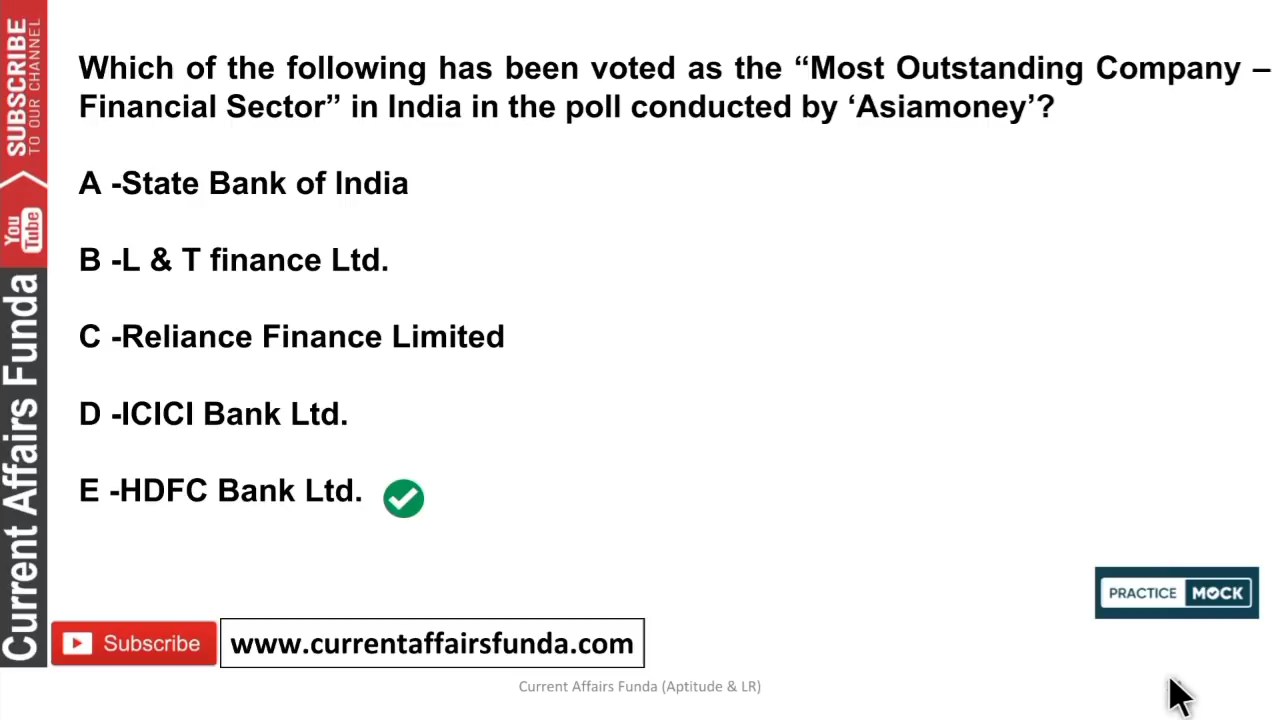 Which of the following has been voted as the “Most Outstanding Company –
Financial Sector” in India in the poll conducted by ‘Asiamoney’?
A -State Bank of India
B -L & T finance Ltd.
C -Reliance Finance Limited
D -ICICI Bank Ltd.
E -HDFC Bank Ltd.
SUBSCRIBE
TO OUR CHANNEL
You
Tube
Current Affairs Funda
PRACTICE MOCK
Subscribe
www.currentaffairsfunda.com
Current Affairs Funda (Aptitude & LR)